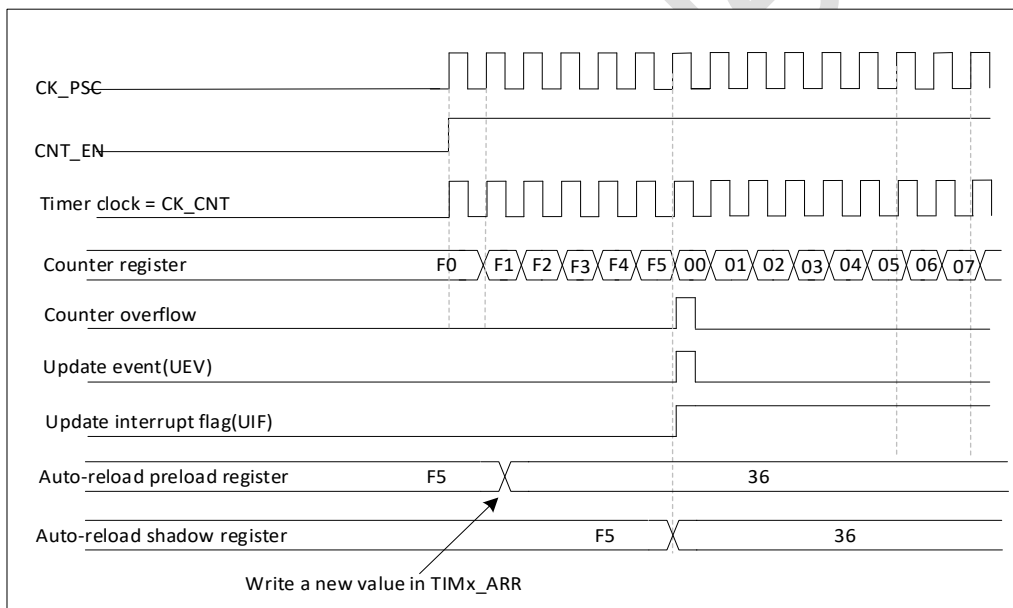 CK_PSC
CNT_EN
Timer clock = CK_CNT
Counter register F0 F1 F2 F3 F4 F5 00 01 02 03 04 05 06 07
Counter overflow
Update event(UEV)
Update interrupt flag(UIF)
Auto-reload preload register F5 36
Auto-reload shadow register F5 36
Write a new value in TIMx_ARR